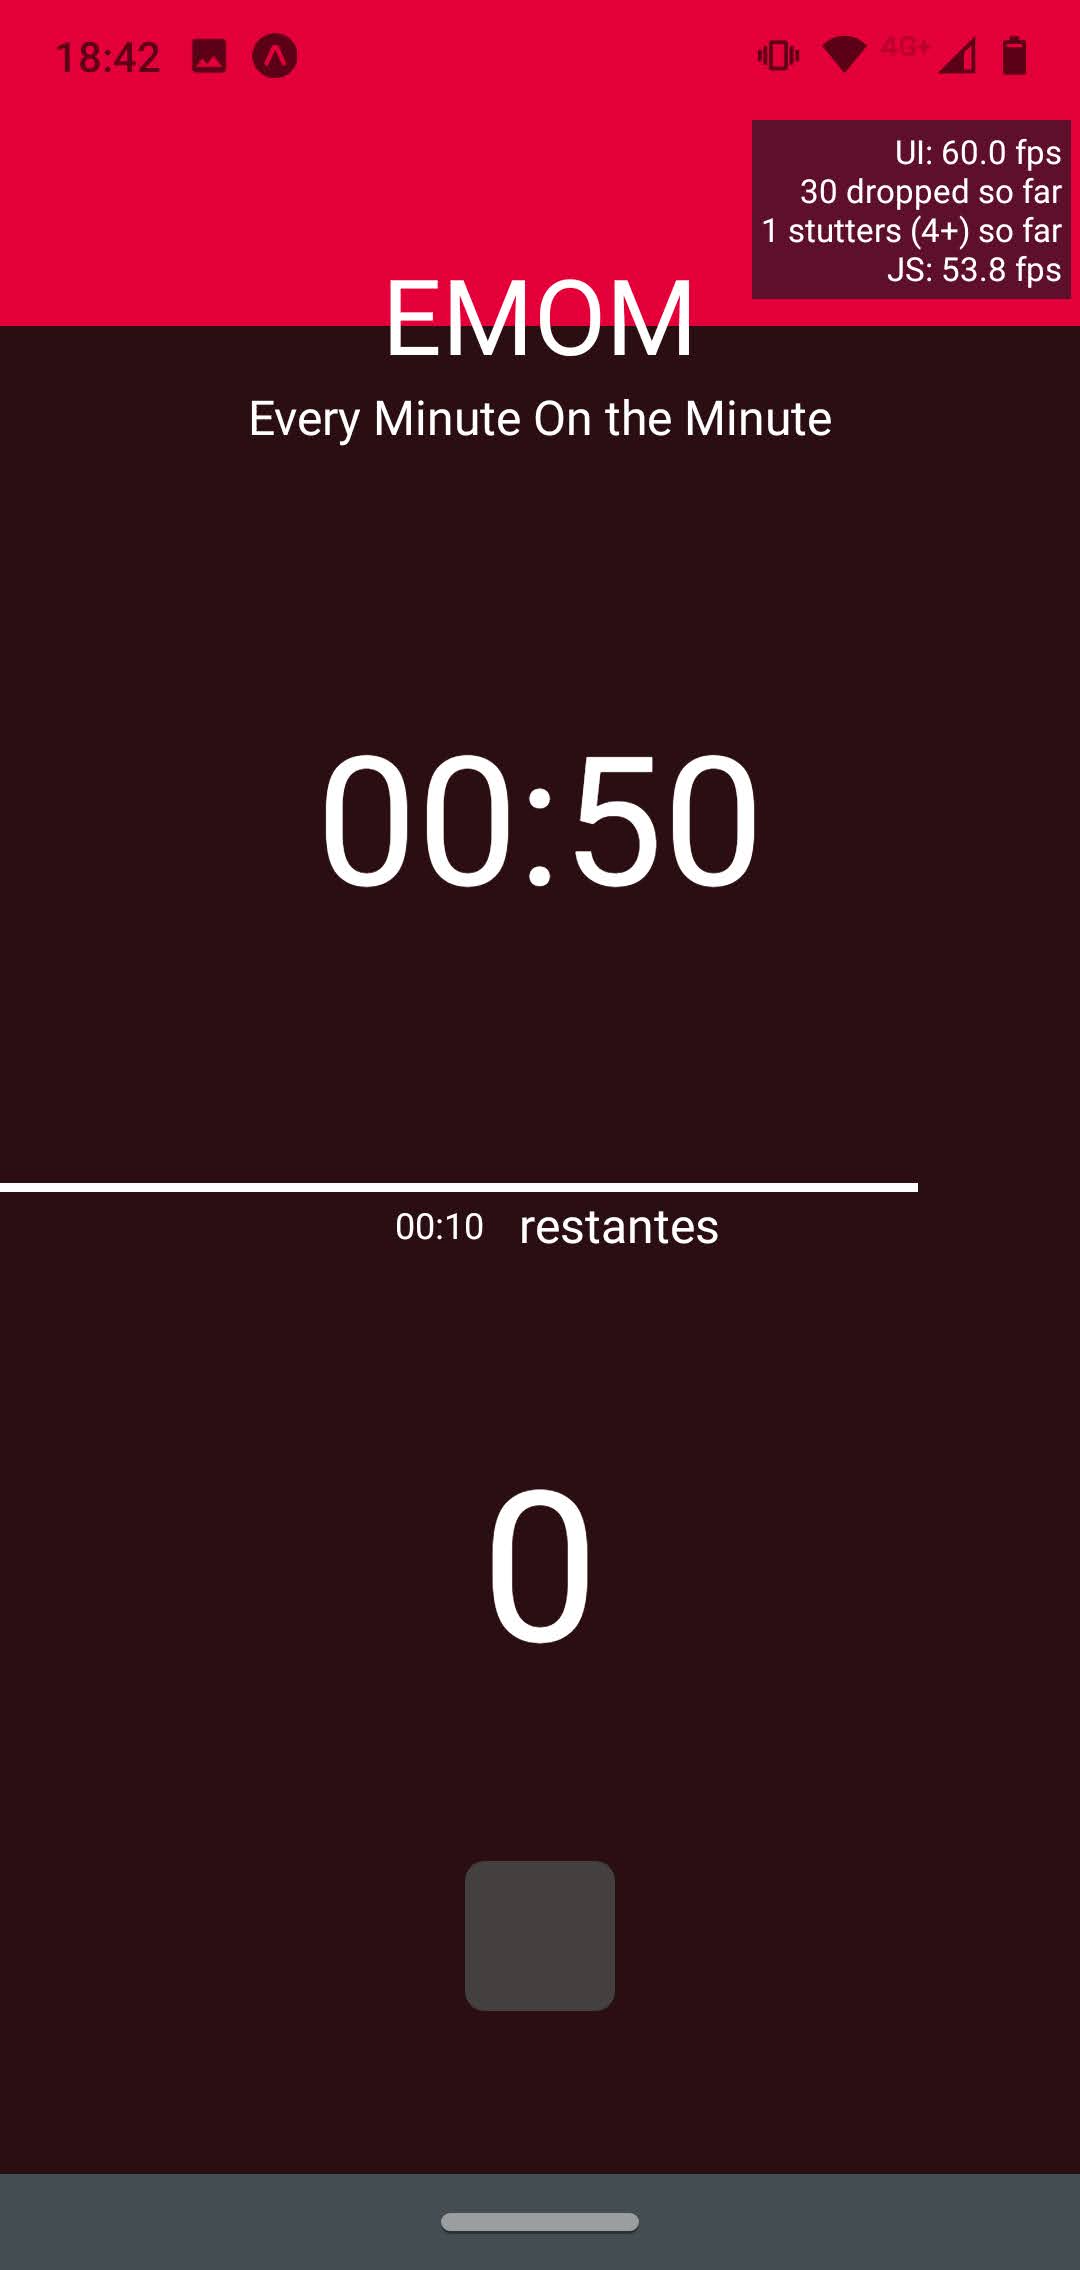 18:42
4G+
UI: 60.0 fps
30 dropped so far
1 stutters (4+) so far
JS: 53.8 fps
EMOM
Every Minute On the Minute
00:50
00:10 restantes
0